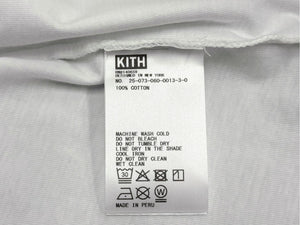 KITH
DESIGNED IN NEW YORK
NO. 25-073-060-0013-3-0
100% COTTON
MACHINE WASH COLD
DO NOT BLEACH
DO NOT TUMBLE DRY
LINE DRY IN THE SHADE
COOL IRON
DO NOT DRY CLEAN
WET CLEAN
30
W
MADE IN PERU